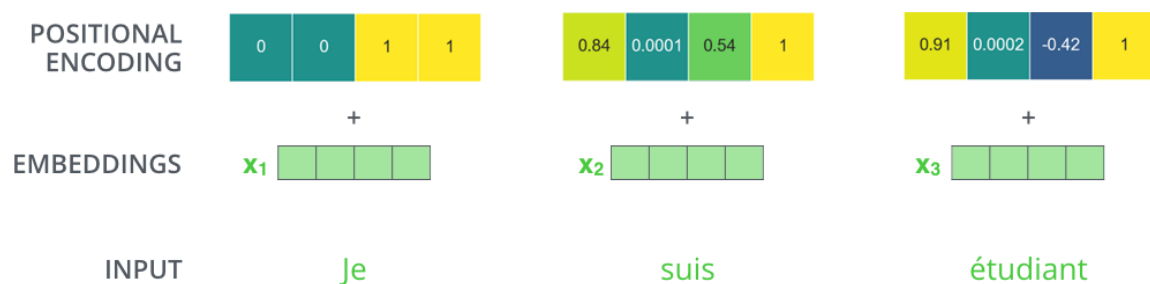 POSITIONAL
ENCODING
0 0 1 1
0.84 0.0001 0.54 1
0.91 0.0002 -0.42 1
+ + +
EMBEDDINGS
x₁
x₂
x₃
INPUT
Je
suis
étudiant